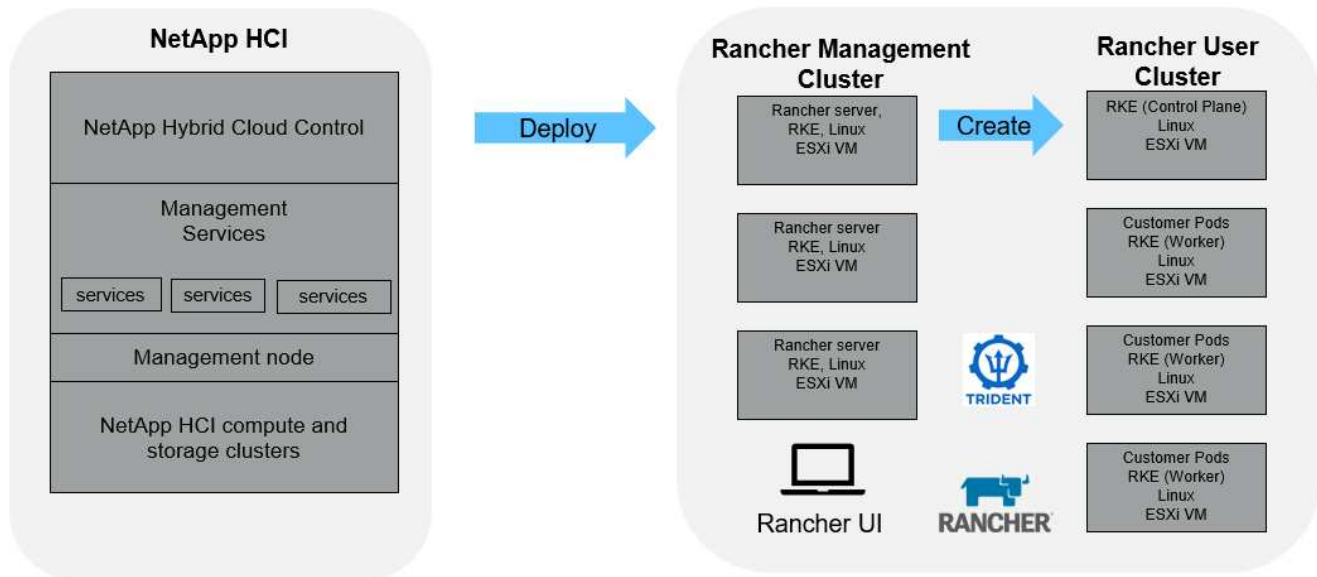 NetApp HCI
NetApp Hybrid Cloud Control
Management
Services
services
services
services
Management node
NetApp HCI compute and
storage clusters
Deploy
Rancher Management
Cluster
Rancher server,
RKE, Linux
ESXi VM
Rancher server
RKE, Linux
ESXi VM
Rancher server
RKE, Linux
ESXi VM
Rancher UI
Create
TRIDENT
RANCHER
Rancher User
Cluster
RKE (Control Plane)
Linux
ESXi VM
Customer Pods
RKE (Worker)
Linux
ESXi VM
Customer Pods
RKE (Worker)
Linux
ESXi VM
Customer Pods
RKE (Worker)
Linux
ESXi VM